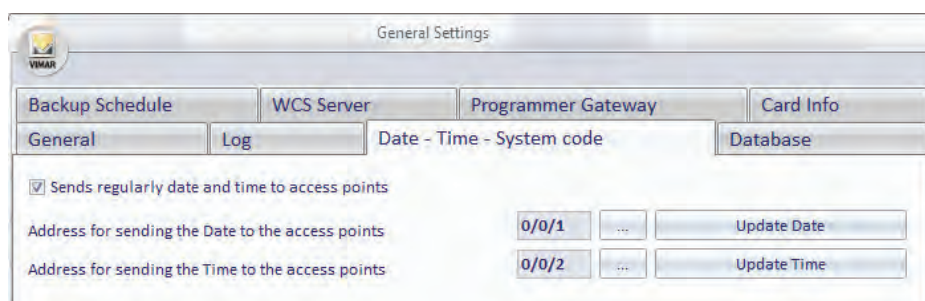 General Settings
VIMAR
Backup Schedule WCS Server Programmer Gateway Card Info
General Log Date - Time - System code Database
Sends regularly date and time to access points
Address for sending the Date to the access points 0/0/1 ... Update Date
Address for sending the Time to the access points 0/0/2 ... Update Time